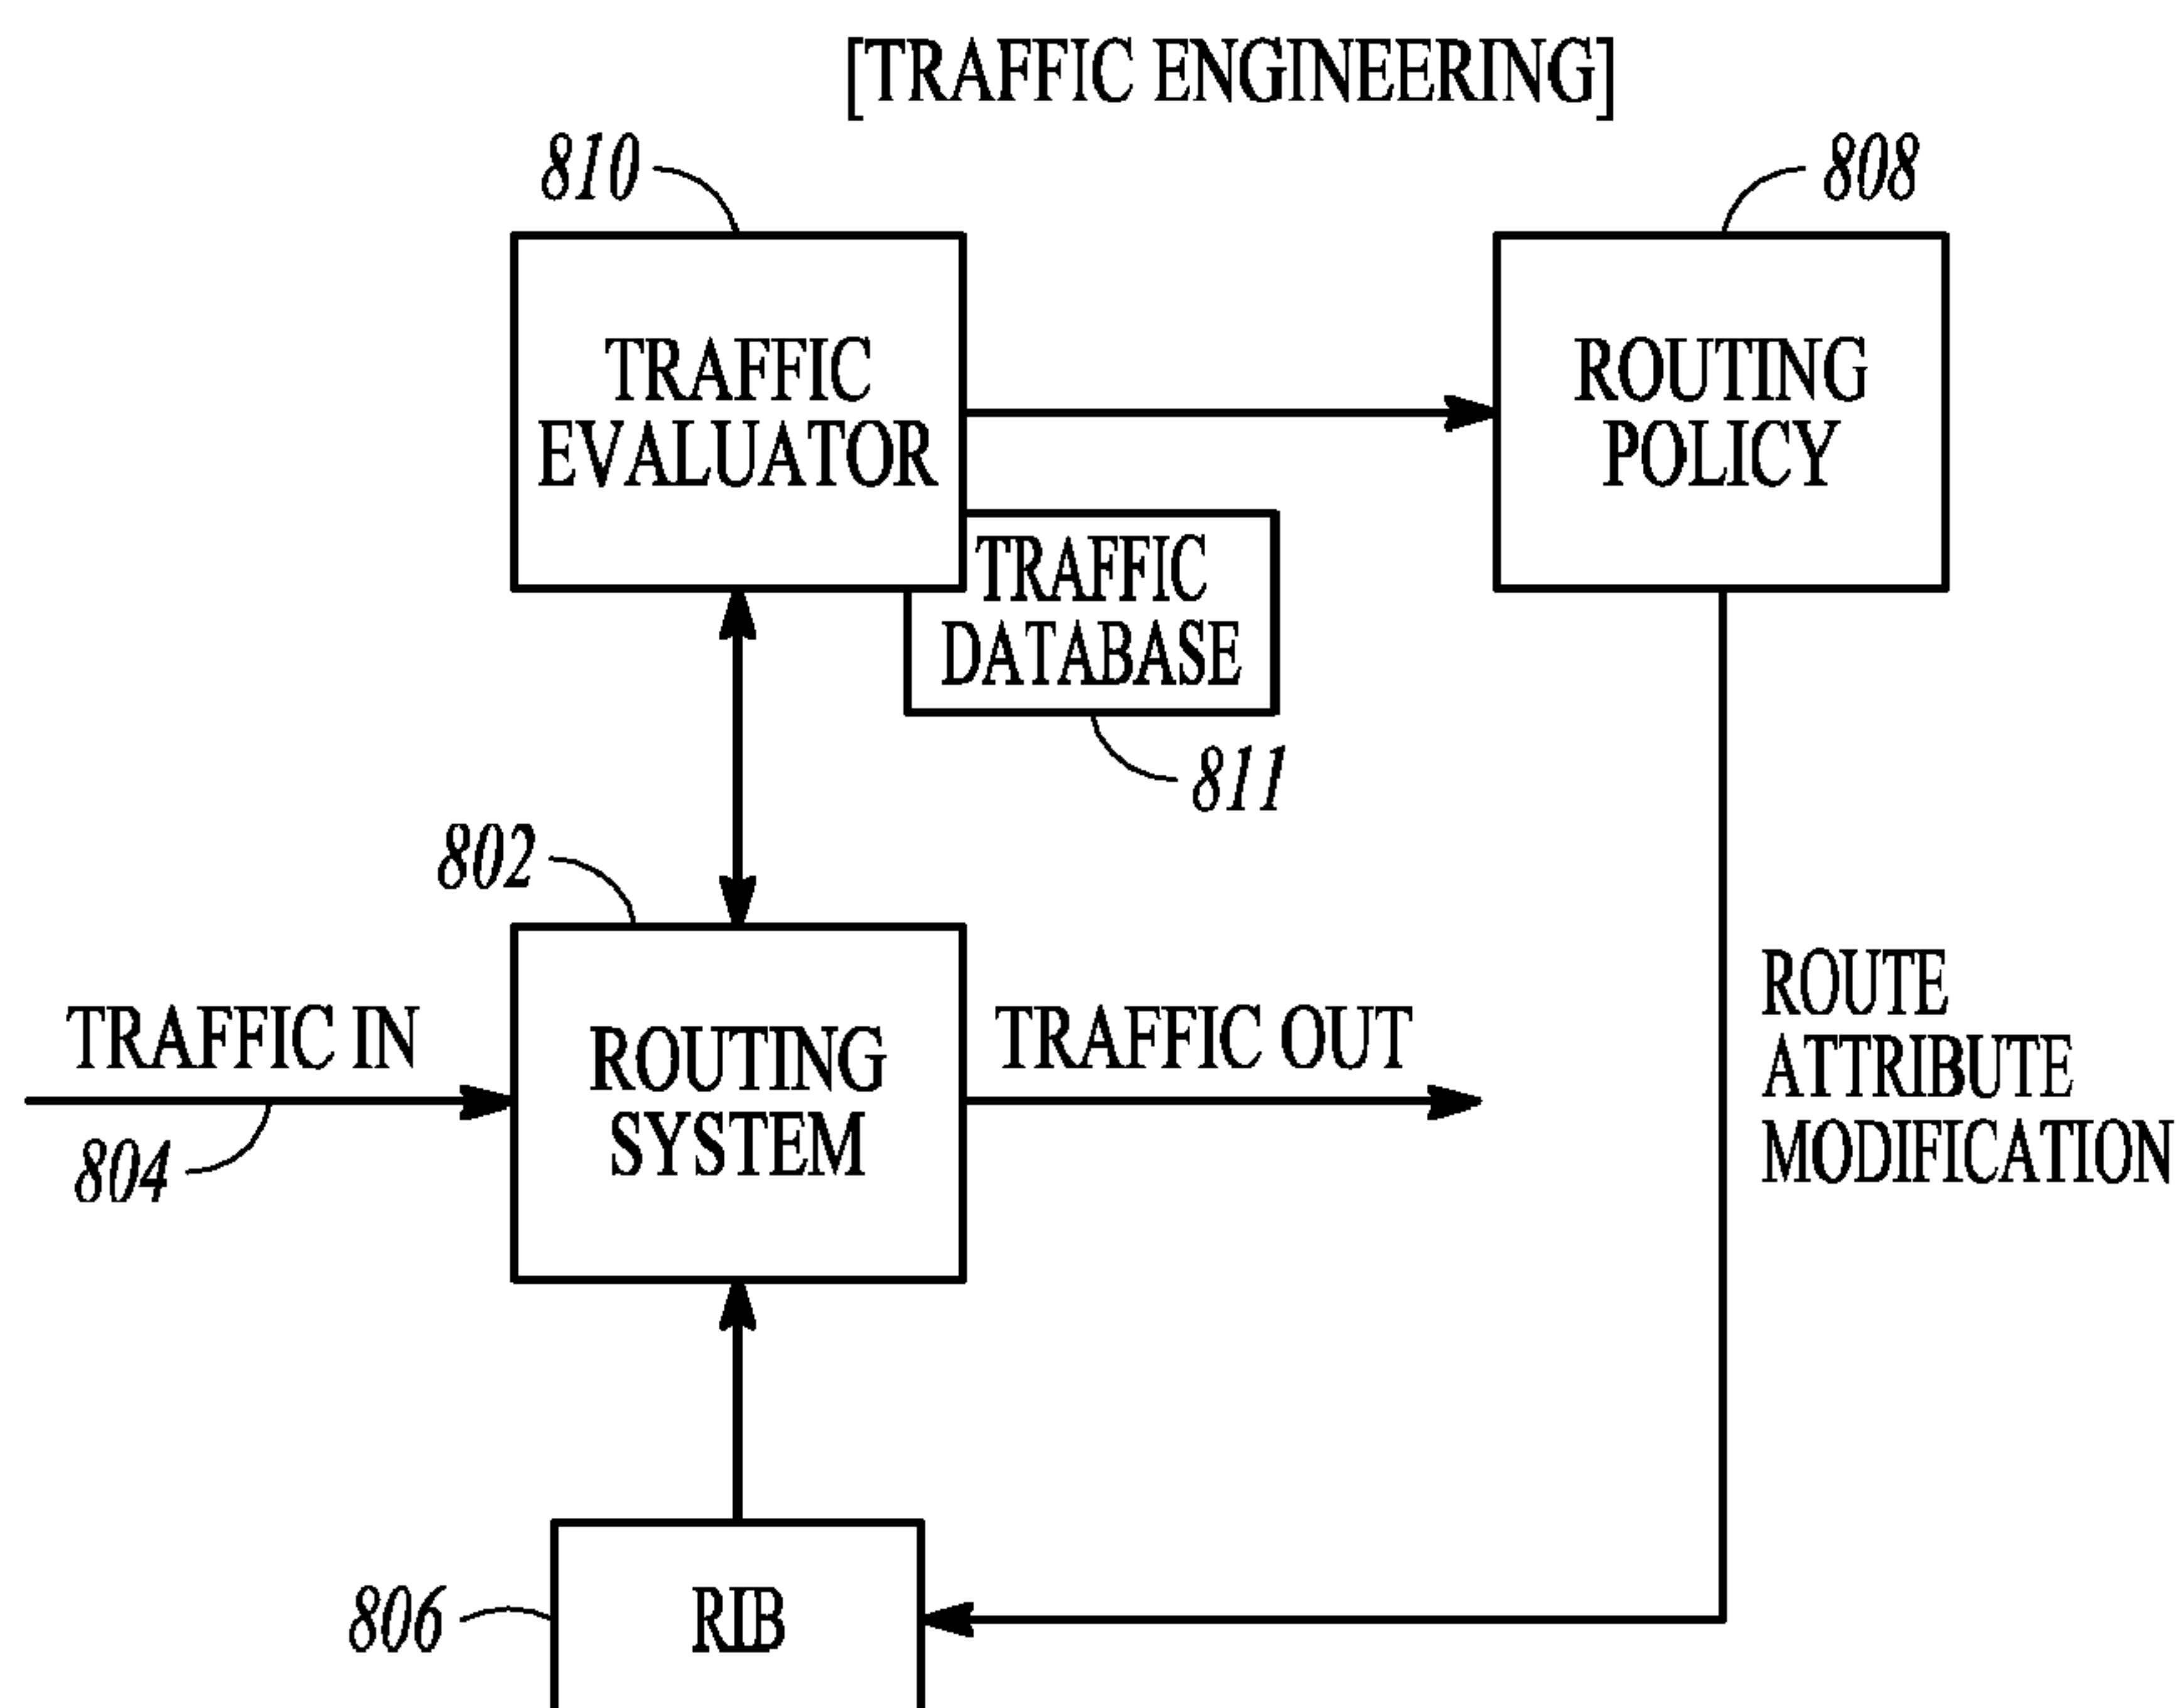 [TRAFFIC ENGINEERING]
810
808
TRAFFIC
EVALUATOR
ROUTING
POLICY
TRAFFIC
DATABASE
811
802
TRAFFIC IN
804
ROUTING
SYSTEM
TRAFFIC OUT
ROUTE
ATTRIBUTE
MODIFICATION
806
RIB